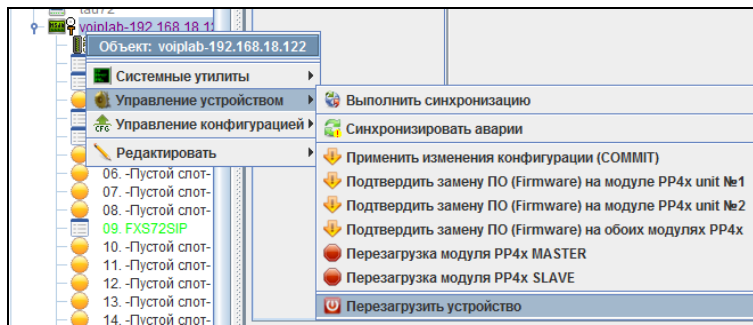 tau72
voiplab-192.168.18.12
Объект: voiplab-192.168.18.122
Системные утилиты
Управление устройством
Выполнить синхронизацию
CFG Управление конфигурацией
Синхронизировать аварии
Редактировать
Применить изменения конфигурации (COMMIT)
06. -Пустой слот-
Подтвердить замену ПО (Firmware) на модуле PP4x unit №1
07. -Пустой слот-
Подтвердить замену ПО (Firmware) на модуле PP4x unit №2
08. -Пустой слот-
Подтвердить замену ПО (Firmware) на обоих модулях PP4x
09. FXS72SIP
Перезагрузка модуля PP4x MASTER
10. -Пустой слот-
11. -Пустой слот-
Перезагрузка модуля PP4x SLAVE
12. -Пустой слот-
13. -Пустой слот-
Перезагрузить устройство
14. -Пустой слот-